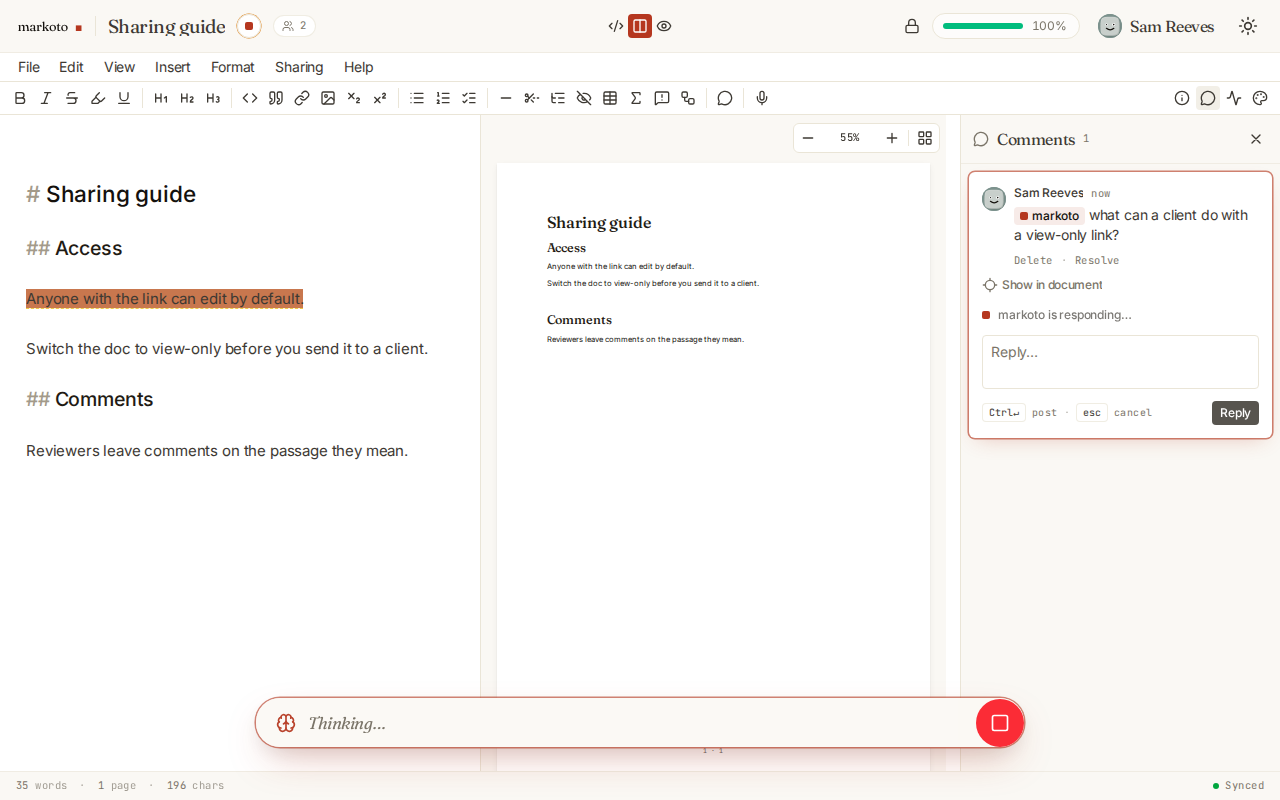 markoto
Sharing guide
2
100%
Sam Reeves
File Edit View Insert Format Sharing Help
H1 H2 H3
# Sharing guide
## Access
Anyone with the link can edit by default.
Switch the doc to view-only before you send it to a client.
## Comments
Reviewers leave comments on the passage they mean.
55%
Sharing guide
Access
Anyone with the link can edit by default.
Switch the doc to view-only before you send it to a client.
Comments
Reviewers leave comments on the passage they mean.
1 - 1
Comments 1
Sam Reeves now
markoto what can a client do with
a view-only link?
Delete · Resolve
Show in document
markoto is responding...
Reply...
Ctrl↵ post · esc cancel
Reply
Thinking...
35 words · 1 page · 196 chars
Synced